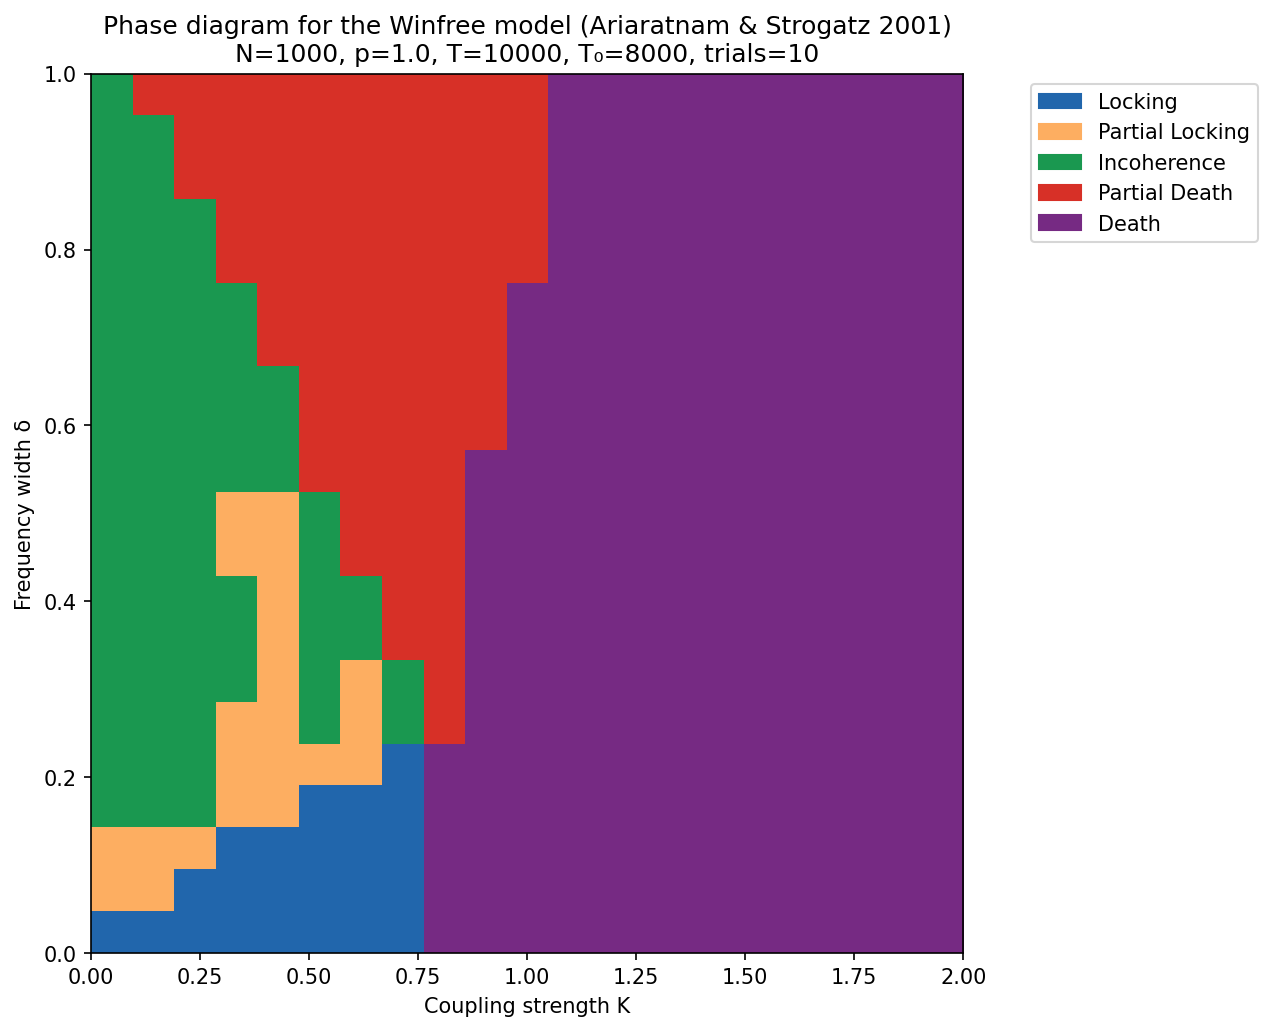 Phase diagram for the Winfree model (Ariaratnam & Strogatz 2001)
N=1000, p=1.0, T=10000, T₀=8000, trials=10
1.0
0.8
0.6
0.4
0.2
0.0
Frequency width δ
0.00 0.25 0.50 0.75 1.00 1.25 1.50 1.75 2.00
Coupling strength K
Locking
Partial Locking
Incoherence
Partial Death
Death